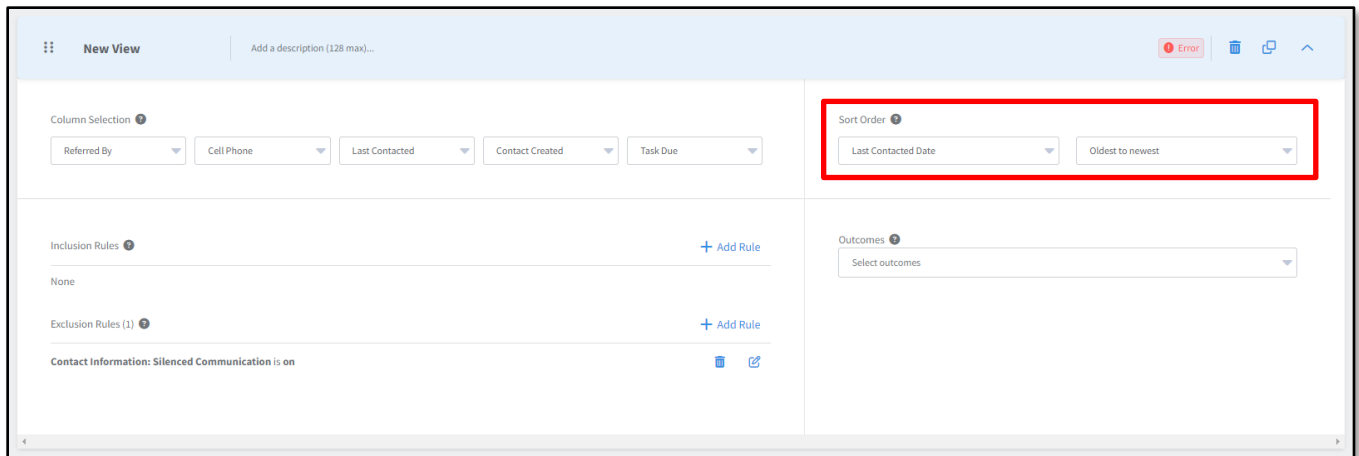 New View
Add a description (128 max)...
Error
Column Selection
Referred By
Cell Phone
Last Contacted
Contact Created
Task Due
Sort Order
Last Contacted Date
Oldest to newest
Inclusion Rules
+ Add Rule
None
Exclusion Rules (1)
+ Add Rule
Contact Information: Silenced Communication is on
Outcomes
Select outcomes